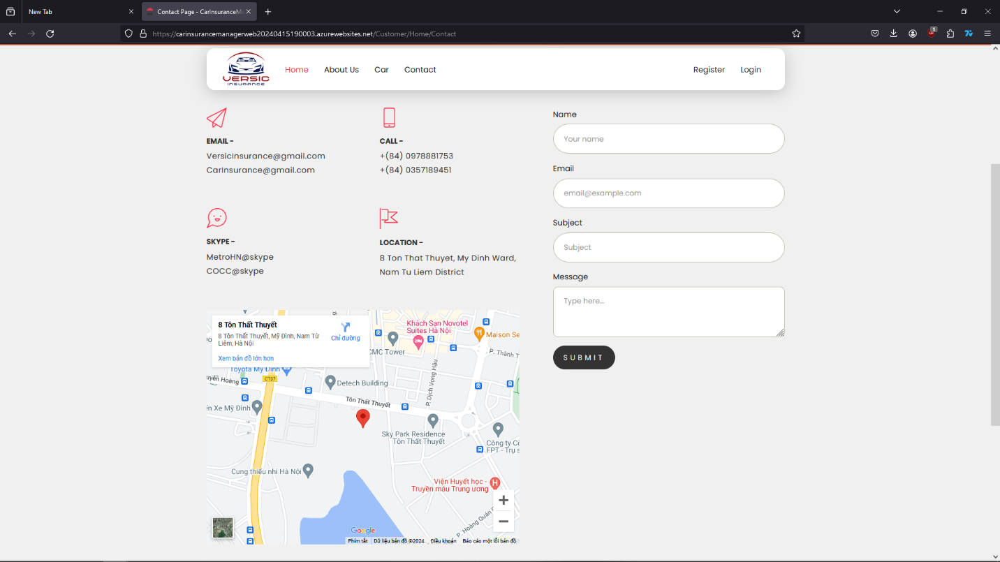 New Tab
Contact Page - CarInsuranceMa
https://carinsurancemanagerweb20240415190003.azurewebsites.net/Customer/Home/Contact
1
VERSIC
INSURANCE
Home
About Us
Car
Contact
Register
Login
EMAIL -
VersicInsurance@gmail.com
CarInsurance@gmail.com
CALL -
+(84) 0978881753
+(84) 0357189451
SKYPE -
MetroHN@skype
COCC@skype
LOCATION -
8 Ton That Thuyet, My Dinh Ward,
Nam Tu Liem District
Name
Your name
Email
email@example.com
Subject
Subject
Message
Type here...
SUBMIT
8 Tôn Thất Thuyết
8 Tôn Thất Thuyết, Mỹ Đình, Nam Từ
Liêm, Hà Nội
Chỉ đường
Xem bản đồ lớn hơn
Khách Sạn Novotel
Suites Hà Nội
Maison Se
CMC Tower
P. Thành T
Toyota Mỹ Đình
uyễn Hoàng
CT37
Detech Building
P. Dịch Vọng Hậu
Tôn Thất Thuyết
ến Xe Mỹ Đình
Sky Park Residence
Tôn Thất Thuyết
Công ty Cổ
FPT - Trụ s
Cung thiếu nhi Hà Nội
Viện Huyết học -
Truyền máu Trung ương
P. Hoàng Quán C
Google
Phím tắt
Dữ liệu bản đồ ©2024
Điều khoản
Báo cáo một lỗi bản đồ